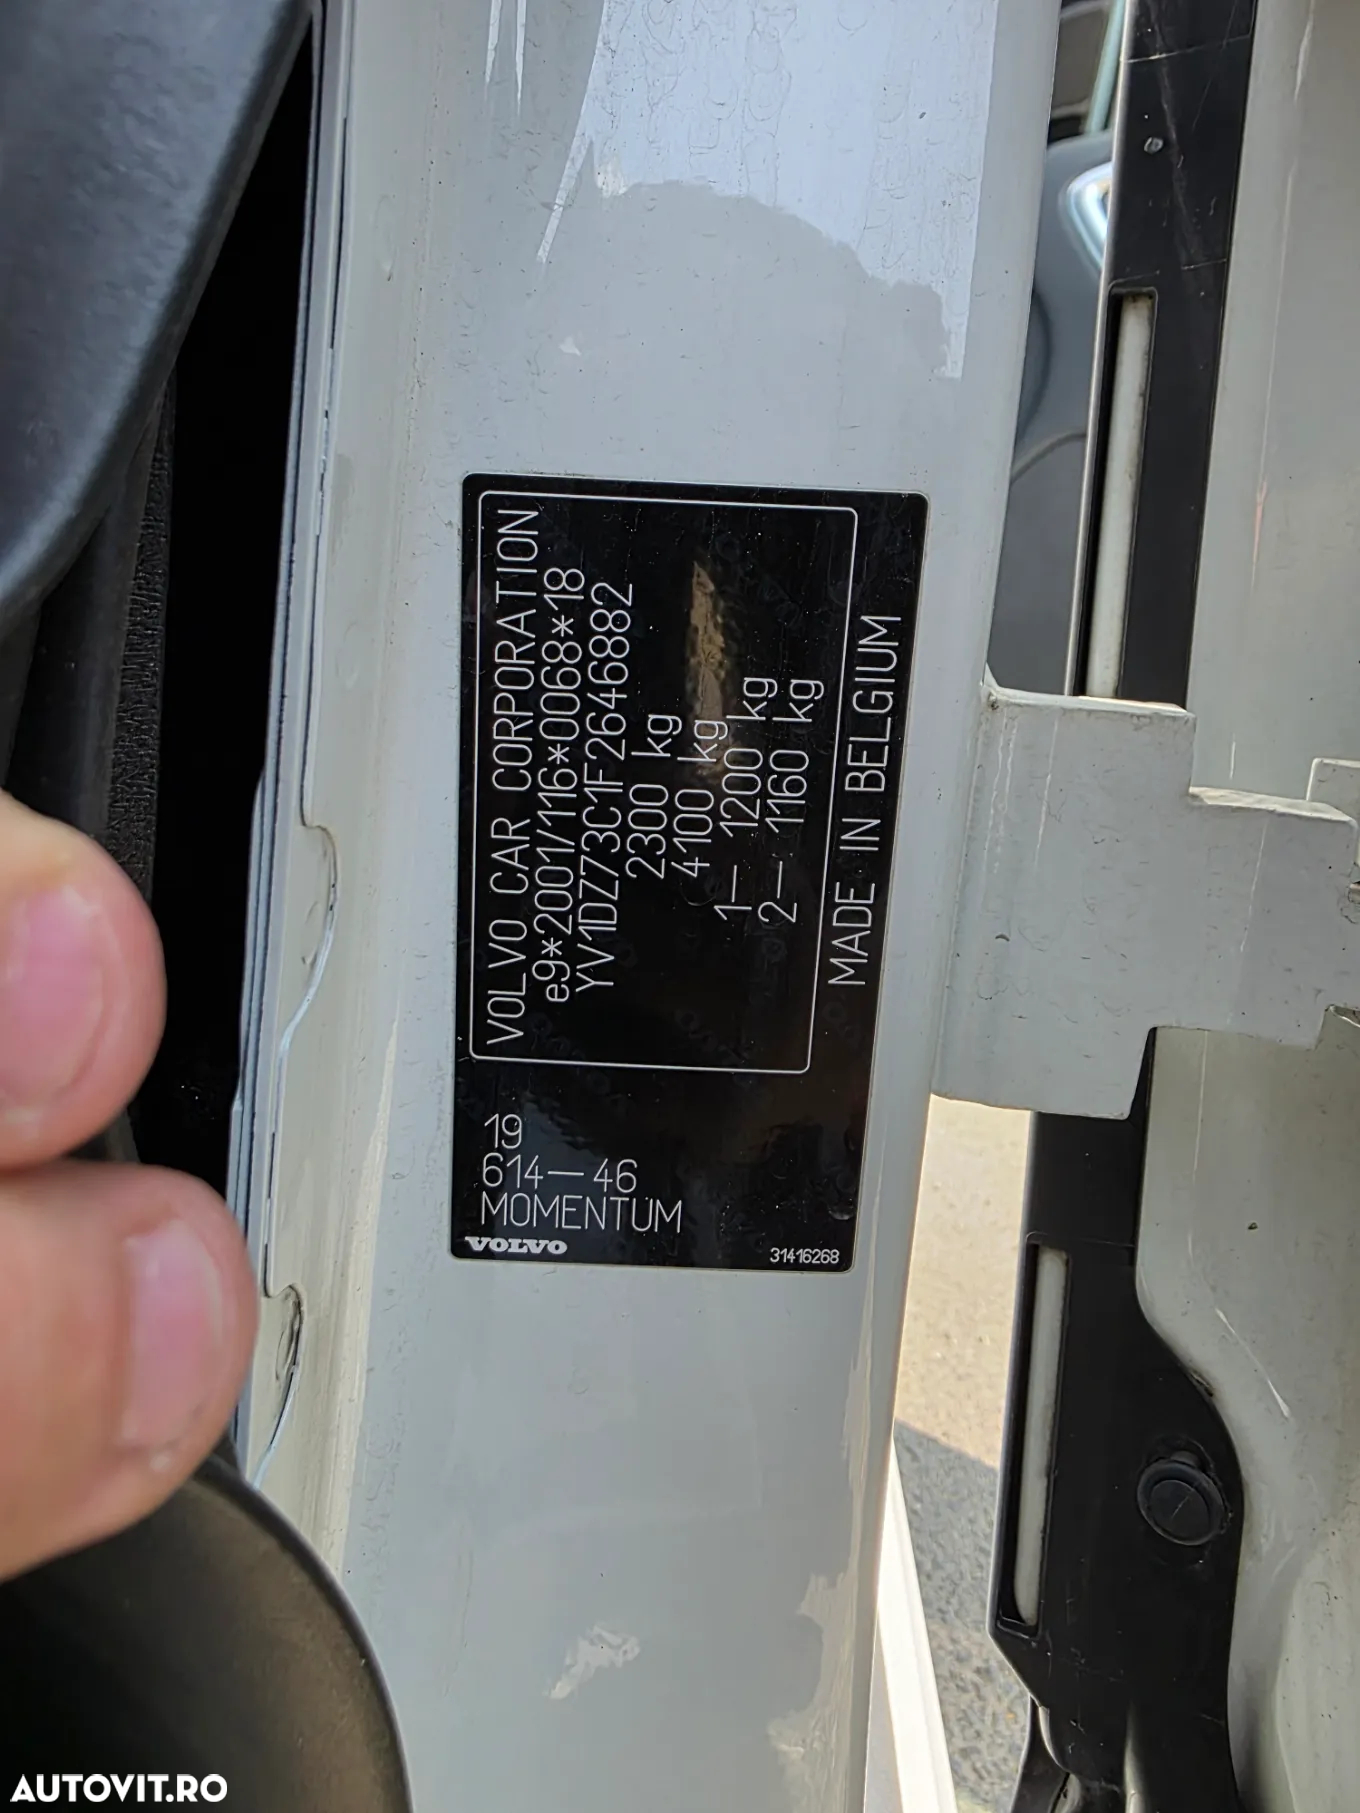 VOLVO CAR CORPORATION
e9*2001/116*0068*18
YV1DZ73C1F2646882
2300 kg
4100 kg
1— 1200 kg
2— 1160 kg
MADE IN BELGIUM
19
614—46
MOMENTUM
VOLVO
31416268
AUTOVIT.RO